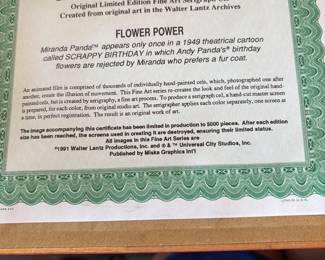 Original Limited Edition Fine Art Serigraph
Created from original art in the Walter Lantz Archives
FLOWER POWER
Miranda Panda™ appears only once in a 1949 theatrical cartoon
called SCRAPPY BIRTHDAY in which Andy Panda's® birthday
flowers are rejected by Miranda who prefers a fur coat.
An animated film is comprised of thousands of individually hand-painted cels, which, photographed one after
another, create the illusion of movement. This Fine Art series re-creates the look and feel of the original hand-
painted cels, but is created by serigraphy, a fine art process. To produce a serigraph cel, a hand-cut master screen
is prepared, for each color, from original studio art. The serigrapher applies each color separately, one screen at
a time, in perfect registration. The result is an original work of art.
The image accompanying this certificate has been limited in production to 5000 pieces. After each edition
size has been reached, the screens used in creating it are destroyed, ensuring their limited status.
All images in this Fine Art Series are
©1991 Walter Lantz Productions, Inc. and ® & ™ Universal City Studios, Inc.
Published by Miska Graphics Int'l